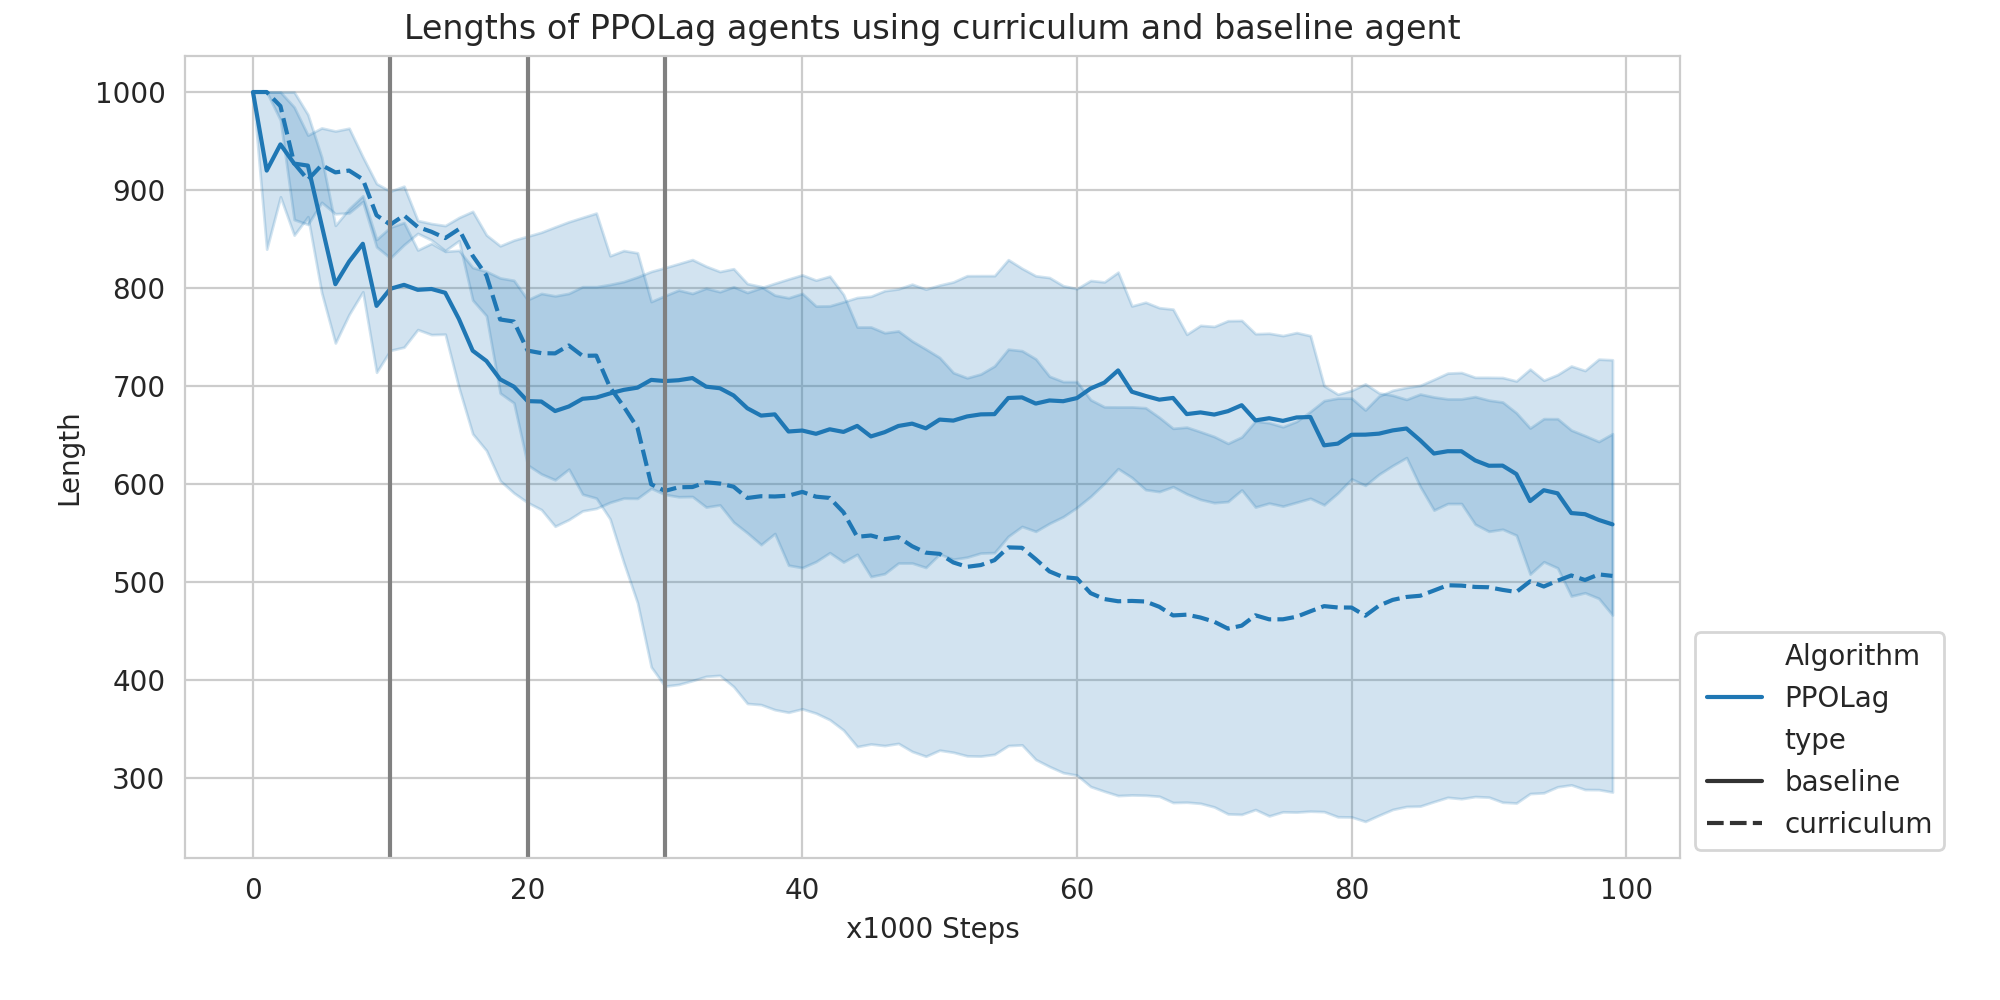 Lengths of PPOLag agents using curriculum and baseline agent
1000
900
800
700
600
500
400
300
Length
0 20 40 60 80 100
x1000 Steps
Algorithm
PPOLag
type
baseline
curriculum